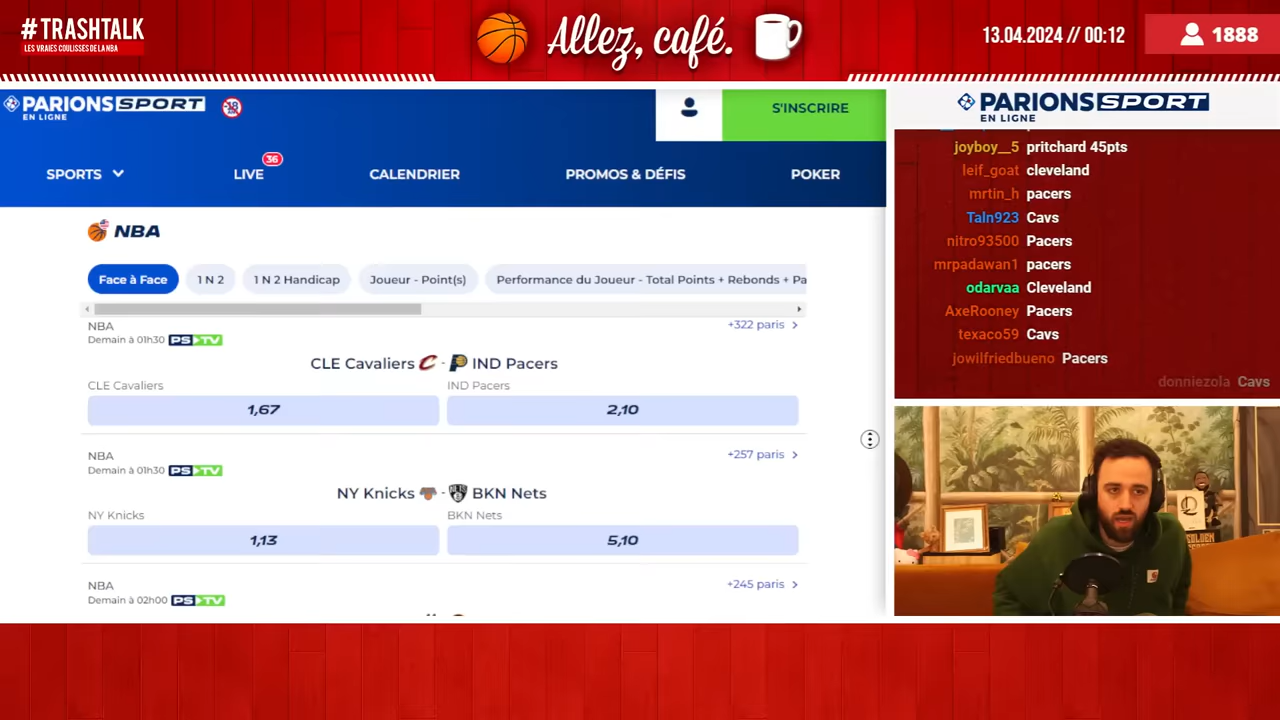 #TRASHTALK
LES VRAIES COULISSES DE LA NBA
Allez, café.
13.04.2024 // 00:12
1888
PARIONS SPORT
EN LIGNE
-18
S'INSCRIRE
SPORTS
LIVE
36
CALENDRIER
PROMOS & DÉFIS
POKER
NBA
Face à Face
1 N 2
1 N 2 Handicap
Joueur - Point(s)
Performance du Joueur - Total Points + Rebonds + Pa
NBA
+322 paris
Demain à 01h30 PS TV
CLE Cavaliers - IND Pacers
CLE Cavaliers
IND Pacers
1,67
2,10
NBA
+257 paris
Demain à 01h30 PS TV
NY Knicks - BKN Nets
NY Knicks
BKN Nets
1,13
5,10
NBA
+245 paris
Demain à 02h00 PS TV
PARIONS SPORT
EN LIGNE
joyboy__5 pritchard 45pts
leif_goat cleveland
mrtin_h pacers
Taln923 Cavs
nitro93500 Pacers
mrpadawan1 pacers
odarvaa Cleveland
AxeRooney Pacers
texaco59 Cavs
jowilfriedbueno Pacers
donniezola Cavs